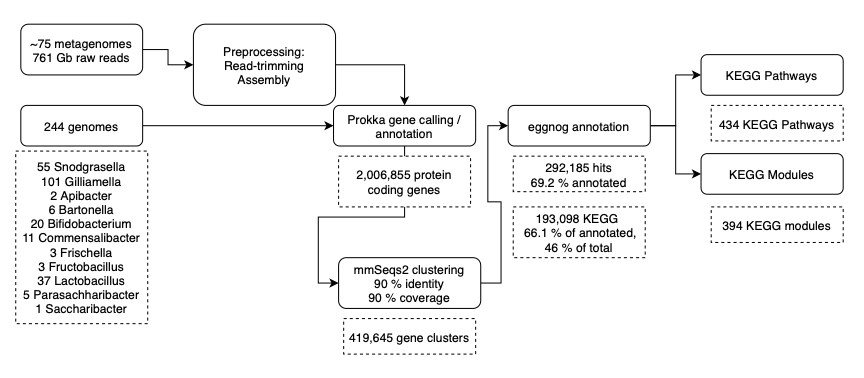 ~75 metagenomes
761 Gb raw reads
Preprocessing:
Read-trimming
Assembly
244 genomes
55 Snodgrasella
101 Gilliamella
2 Apibacter
6 Bartonella
20 Bifidobacterium
11 Commensalibacter
3 Frischella
3 Fructobacillus
37 Lactobacillus
5 Parasachharibacter
1 Saccharibacter
Prokka gene calling /
annotation
2,006,855 protein
coding genes
mmSeqs2 clustering
90 % identity
90 % coverage
419,645 gene clusters
eggnog annotation
292,185 hits
69.2 % annotated
193,098 KEGG
66.1 % of annotated,
46 % of total
KEGG Pathways
434 KEGG Pathways
KEGG Modules
394 KEGG modules